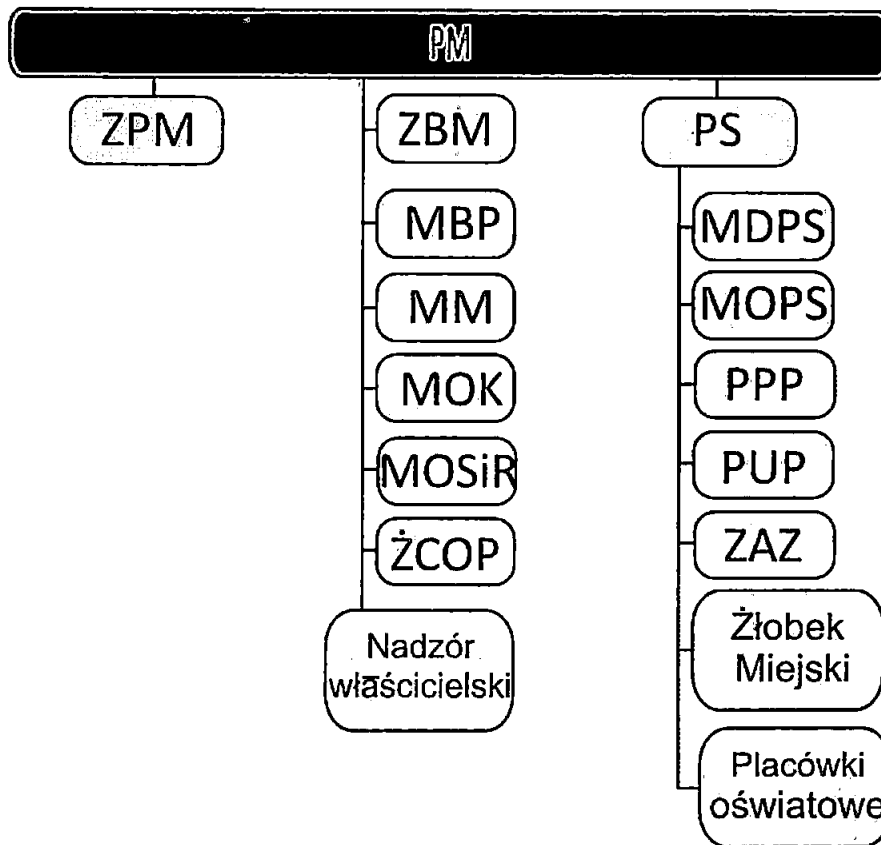 PM
ZPM
ZBM
MBP
MM
MOK
MOSiR
ŻCOP
Nadzór
właścicielski
PS
MDPS
MOPS
PPP
PUP
ZAZ
Żłobek
Miejski
Placówki
oświatowe